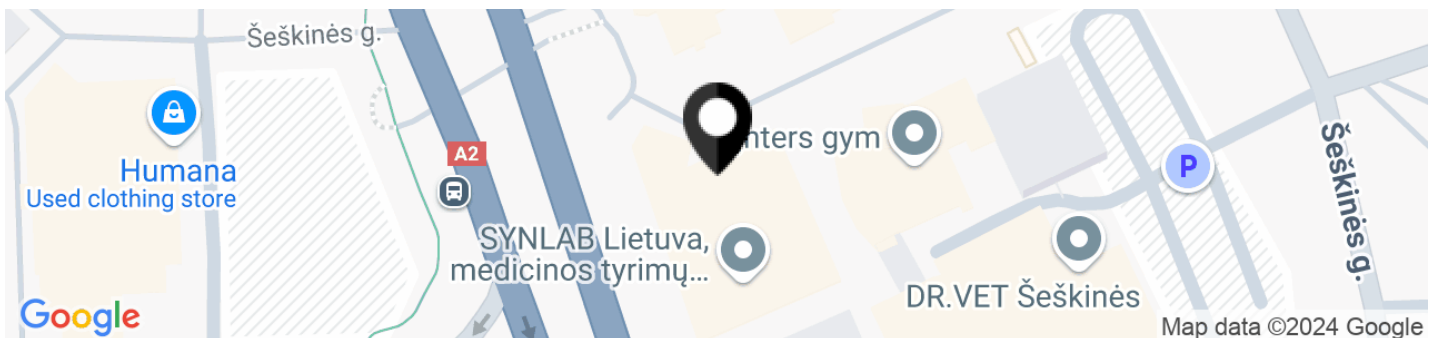 Šeškinės g.
Humana
Used clothing store
A2
nters gym
SYNLAB Lietuva,
medicinos tyrimų...
DR.VET Šeškinės
P
Šeškinės g.
Google
Map data ©2024 Google